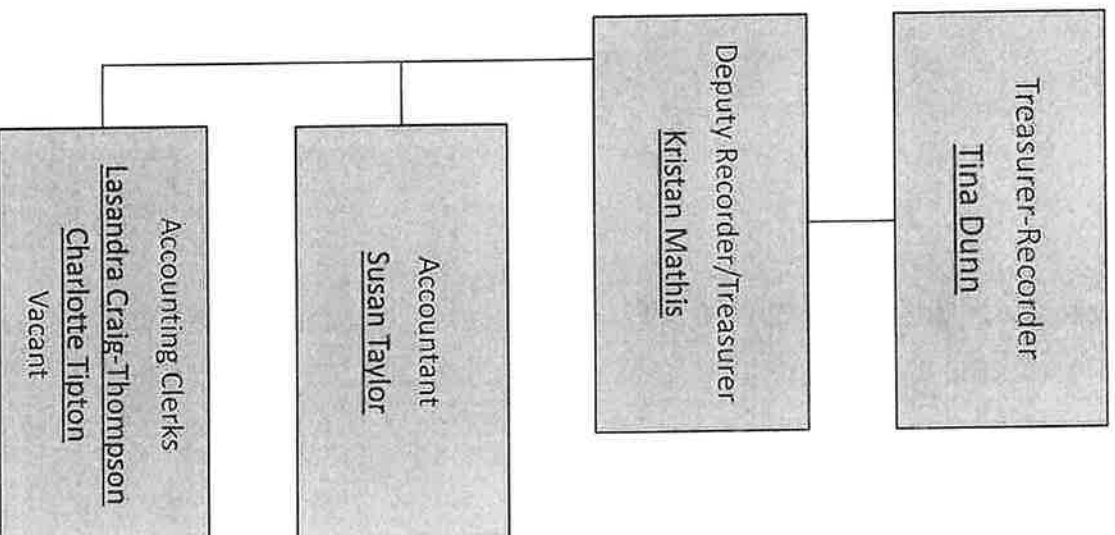 Treasurer-Recorder
Tina Dunn
Deputy Recorder/Treasurer
Kristan Mathis
Accountant
Susan Taylor
Accounting Clerks
Lasandra Craig-Thompson
Charlotte Tipton
Vacant